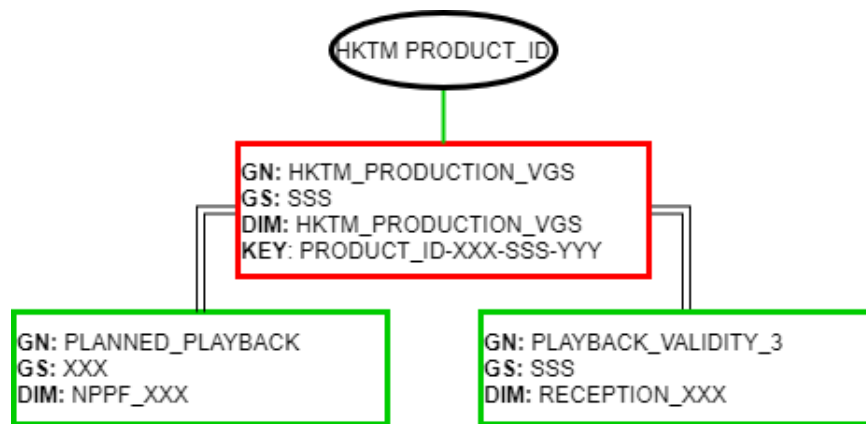 HKTM PRODUCT_ID
GN: HKTM_PRODUCTION_VGS
GS: SSS
DIM: HKTM_PRODUCTION_VGS
KEY: PRODUCT_ID-XXX-SSS-YYY
GN: PLANNED_PLAYBACK
GS: XXX
DIM: NPPF_XXX
GN: PLAYBACK_VALIDITY_3
GS: SSS
DIM: RECEPTION_XXX